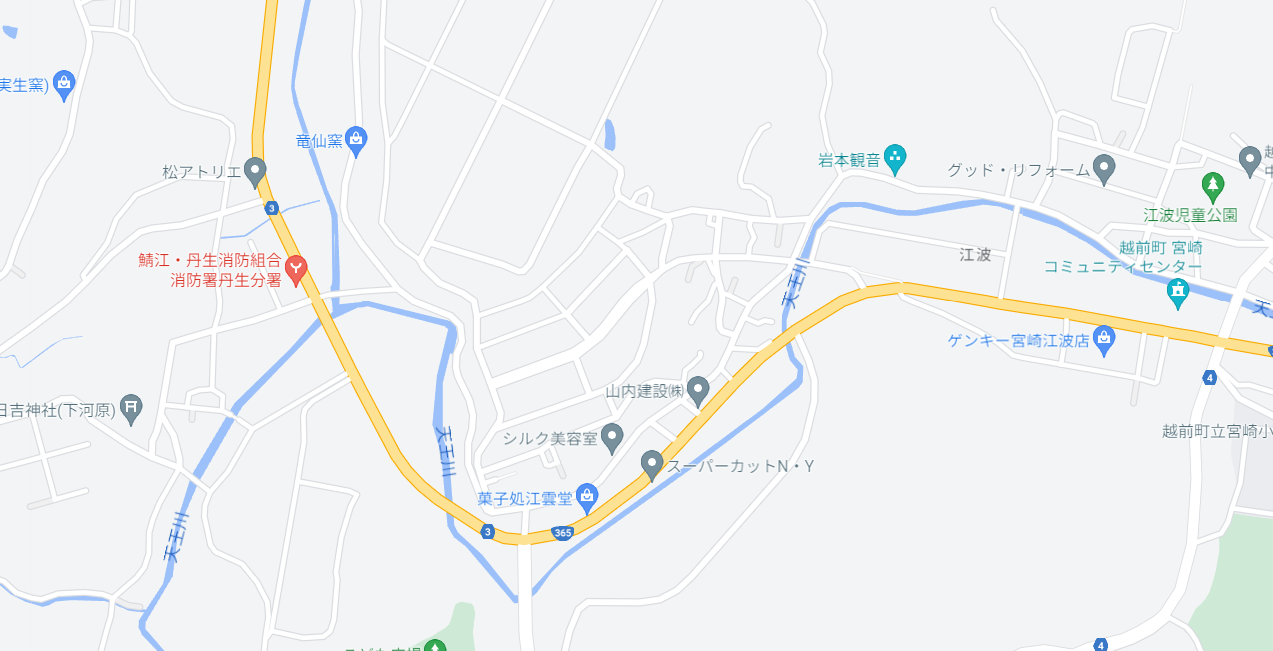 実生窯)
竜仙窯
松アトリエ
岩本観音
グッド・リフォーム
越
中
3
江波児童公園
鯖江・丹生消防組合
消防署丹生分署
江波
越前町 宮崎
コミュニティセンター
天王川
天
ゲンキー宮崎江波店
4
日吉神社(下河原)
山内建設㈱
越前町立宮崎小
シルク美容室
天王川
スーパーカットN・Y
菓子処江雲堂
3
365
天王川
4